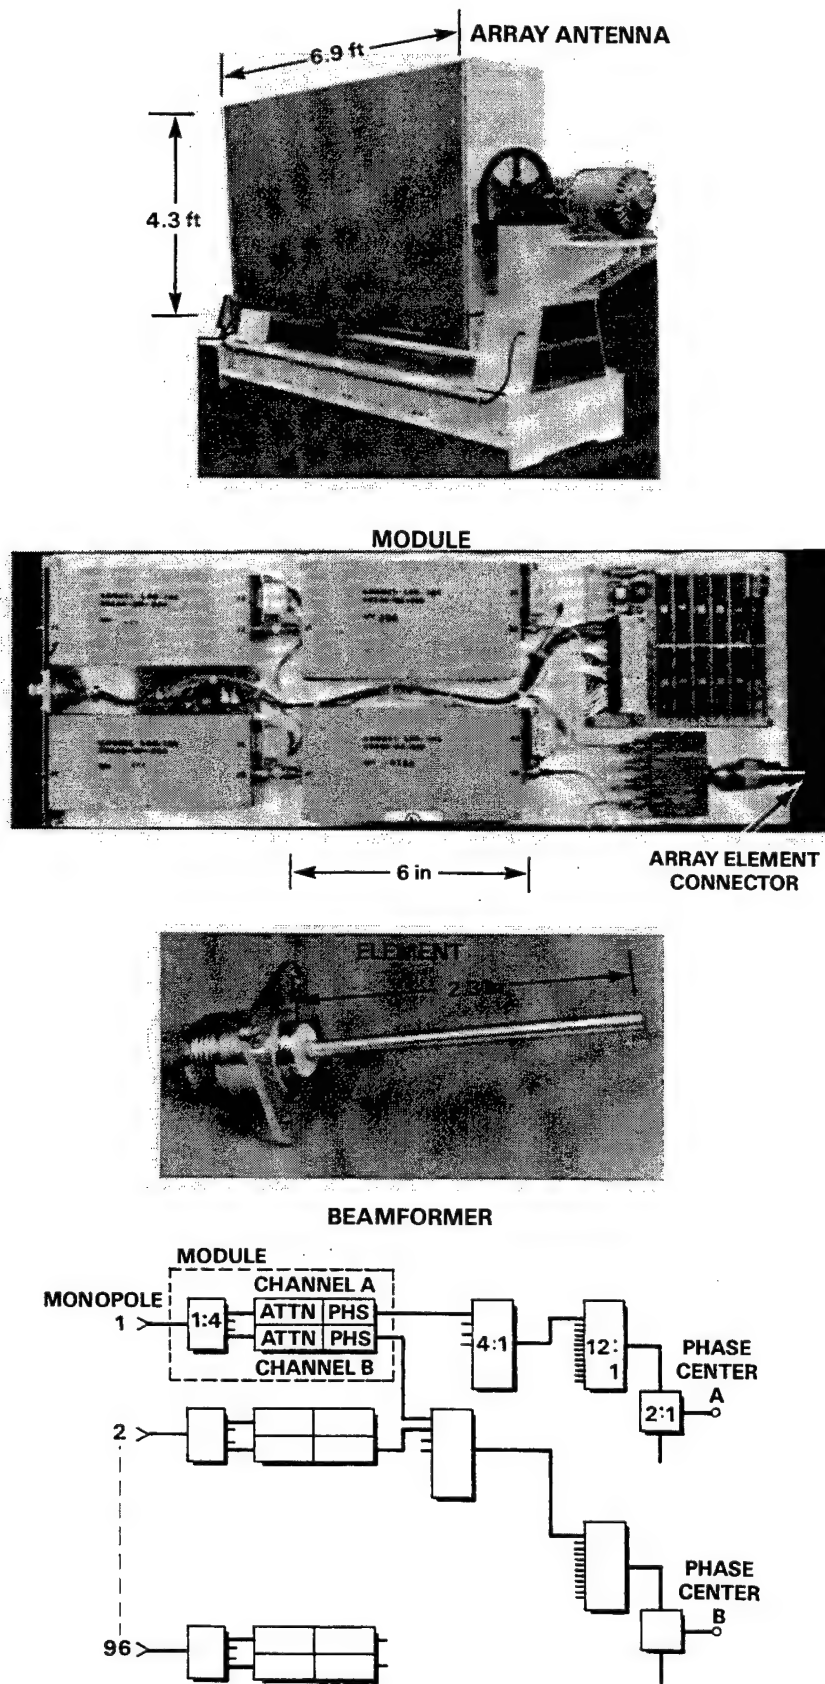 ARRAY ANTENNA
6.9 ft
4.3 ft
MODULE
6 in
ARRAY ELEMENT
CONNECTOR
ELEMENT
BEAMFORMER
MODULE
MONOPOLE
CHANNEL A
1
1:4
ATTN PHS
ATTN PHS
CHANNEL B
4:1
12:
1
PHASE
CENTER
A
2:1
2
PHASE
CENTER
B
96